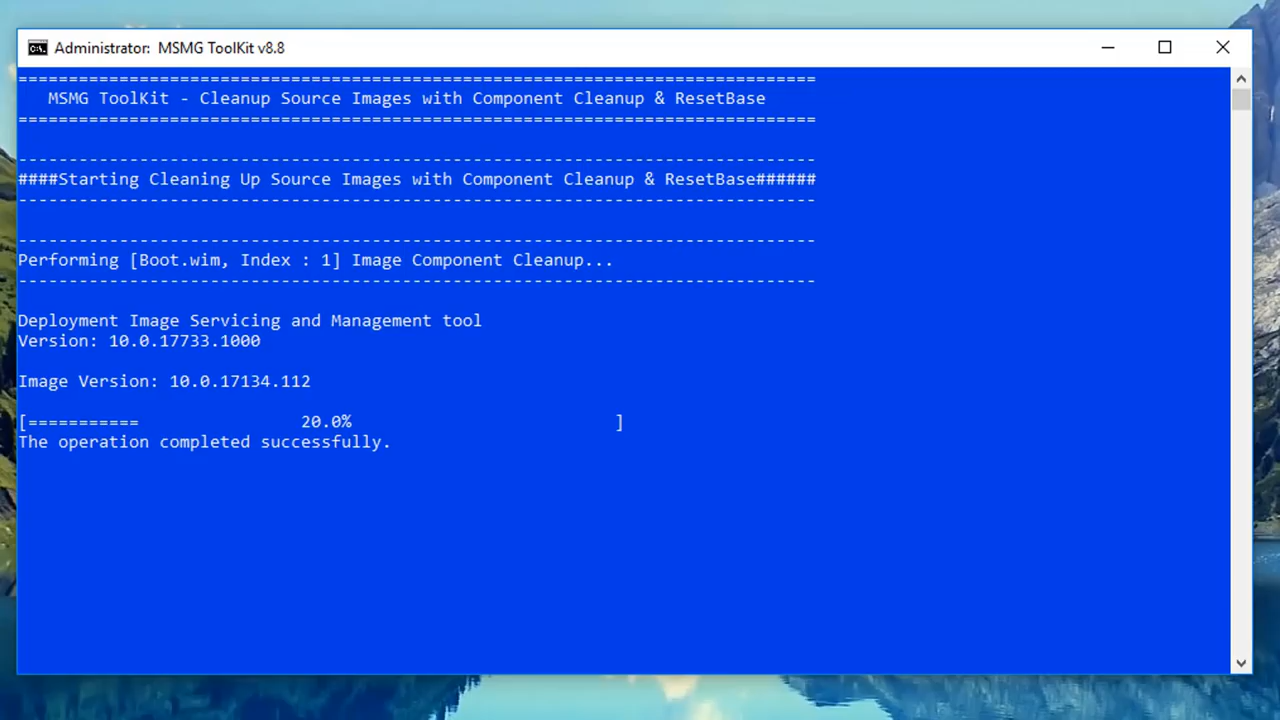 Administrator: MSMG ToolKit v8.8
===============================================================================
MSMG ToolKit - Cleanup Source Images with Component Cleanup & ResetBase
===============================================================================
-------------------------------------------------------------------------------
####Starting Cleaning Up Source Images with Component Cleanup & ResetBase######
-------------------------------------------------------------------------------
-------------------------------------------------------------------------------
Performing [Boot.wim, Index : 1] Image Component Cleanup...
-------------------------------------------------------------------------------
Deployment Image Servicing and Management tool
Version: 10.0.17733.1000
Image Version: 10.0.17134.112
[===========                20.0%                          ]
The operation completed successfully.